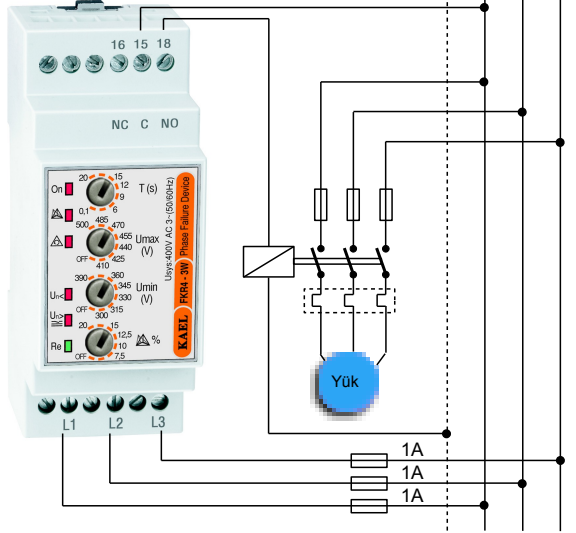 16 15 18
NC C NO
On
20 15 12 9 6 0,1
T (s)
500 485 470 455 440 425 410 OFF
Umax (V)
390 360 345 330 315 300 OFF
Umin (V)
Un<
Un>
20 15 12,5 10 7,5 OFF
%
Re
Usys:400V AC 3~(50/60Hz)
Phase Failure Device
FKR4 - 3W
KAEL
L1 L2 L3
Yük
1A
1A
1A